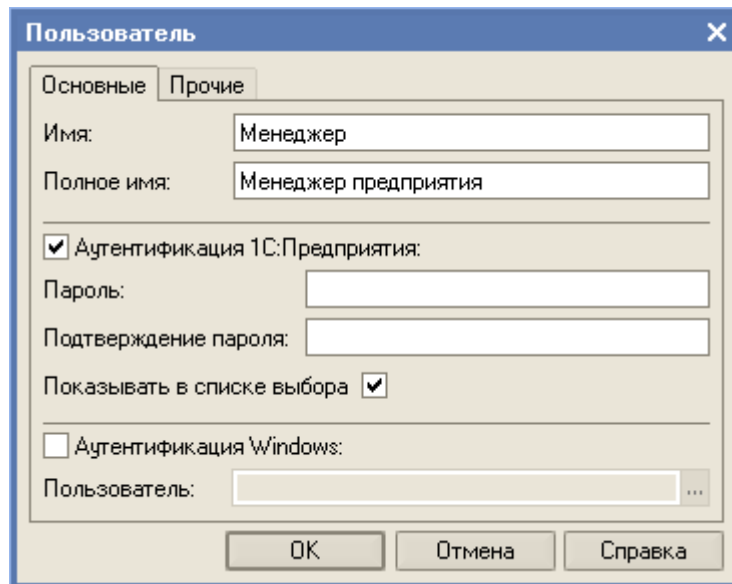 Пользователь
Основные Прочие
Имя: Менеджер
Полное имя: Менеджер предприятия
Аутентификация 1С:Предприятия:
Пароль:
Подтверждение пароля:
Показывать в списке выбора
Аутентификация Windows:
Пользователь: ...
OK Отмена Справка